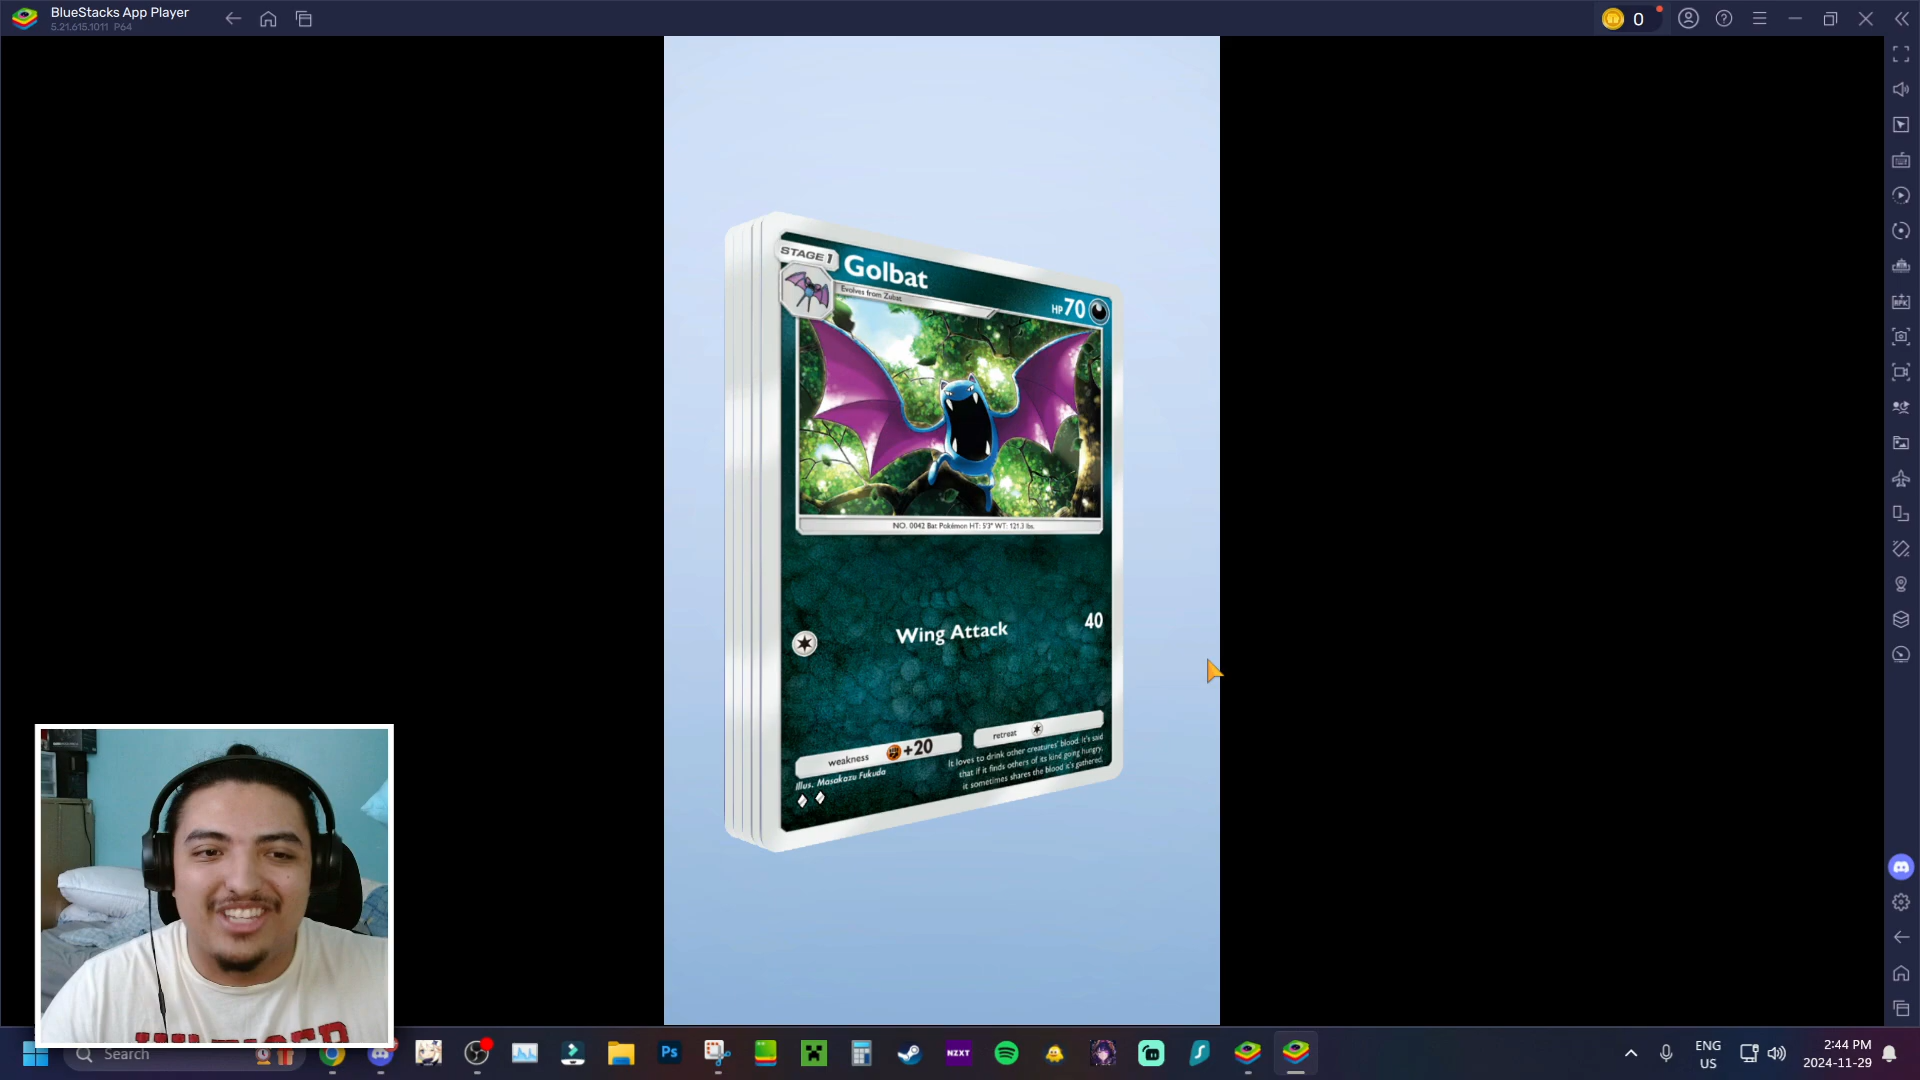 BlueStacks App Player
5.21.615.1011 P64
0
STAGE 1
Golbat
Evolves from Zubat
HP 70
NO. 0042 Bat Pokémon HT: 5'3" WT: 121.3 lbs.
Wing Attack 40
weakness +20
retreat
Illus. Masakazu Fukuda
It loves to drink other creatures' blood. It's said
that if it finds others of its kind going hungry,
it sometimes shares the blood it's gathered.
Search
Ps
NZXT
ENG
US
2:44 PM
2024-11-29